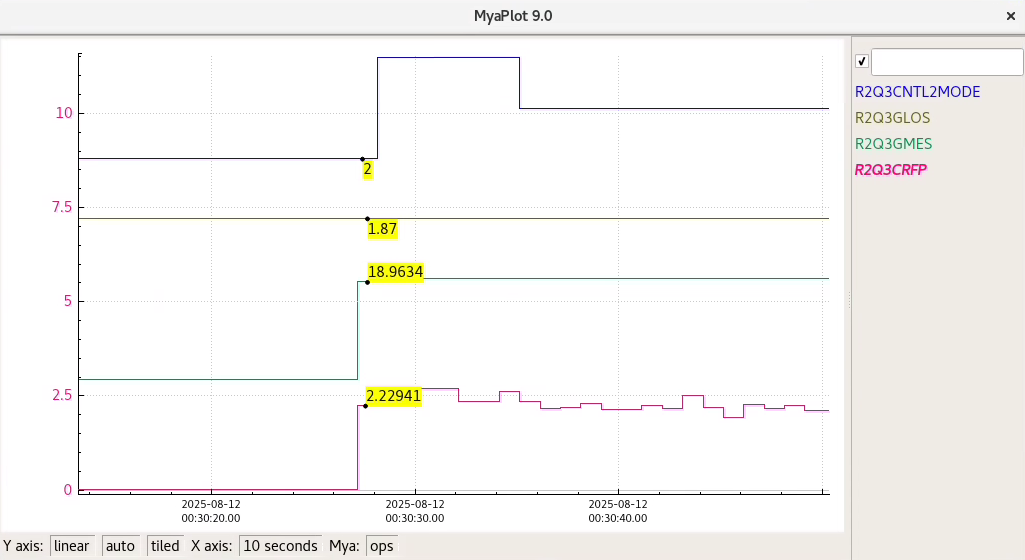 MyaPlot 9.0
×
✔
R2Q3CNTL2MODE
R2Q3GLOS
R2Q3GMES
R2Q3CRFP
10
7.5
5
2.5
0
2
1.87
18.9634
2.22941
2025-08-12 2025-08-12 2025-08-12
00:30:20.00 00:30:30.00 00:30:40.00
Y axis: linear auto tiled X axis: 10 seconds Mya: ops